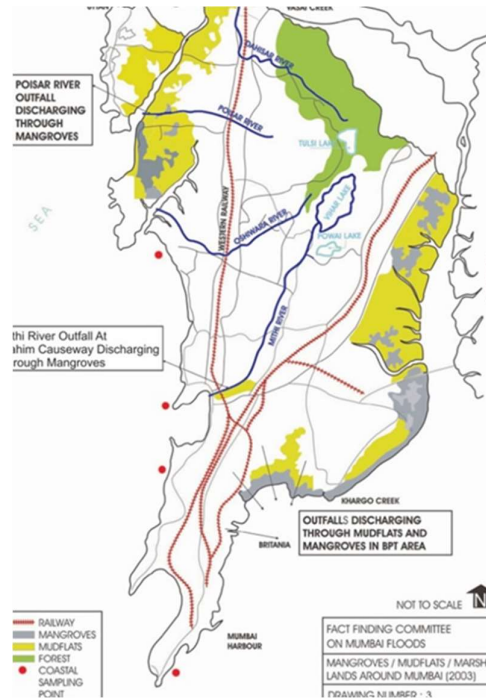 VASAI CREEK
DAHISAR RIVER
POISAR RIVER
OUTFALL
DISCHARGING
THROUGH
MANGROVES
POISAR RIVER
TULSI LAKE
SEA
WESTERN RAILWAY
OSHIWARA RIVER
VIHAR LAKE
POWAI LAKE
MITHI RIVER
thi River Outfall At
ahim Causeway Discharging
rough Mangroves
KHARGO CREEK
OUTFALLS DISCHARGING
THROUGH MUDFLATS AND
MANGROVES IN BPT AREA
BRITANIA
NOT TO SCALE
N
RAILWAY
MANGROVES
MUDFLATS
FOREST
COASTAL
SAMPLING
POINT
MUMBAI
HARBOUR
FACT FINDING COMMITTEE
ON MUMBAI FLOODS
MANGROVES / MUDFLATS / MARSH
LANDS AROUND MUMBAI (2003)
DRAWING NUMBER : 3